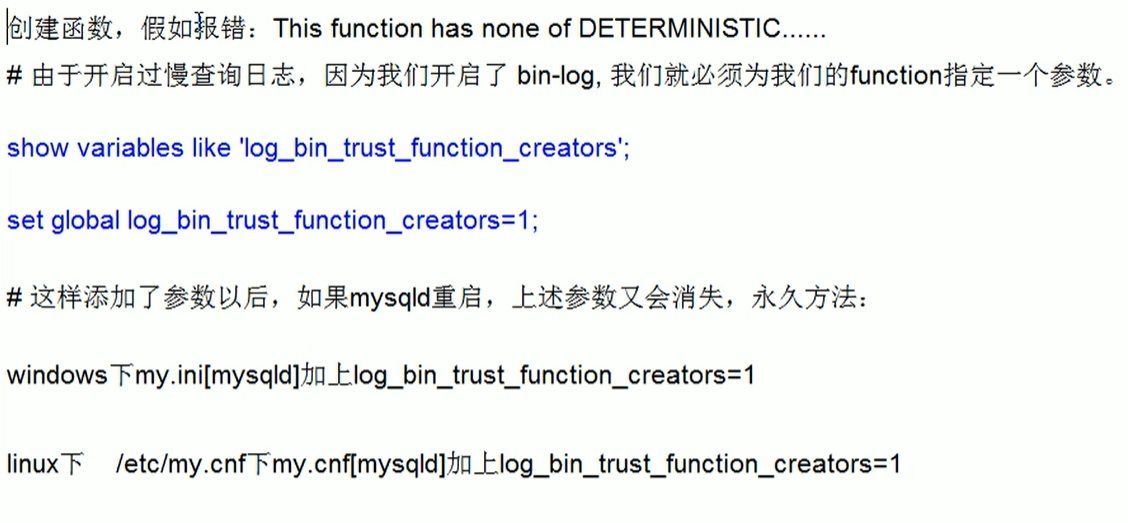 创建函数，假如报错：This function has none of DETERMINISTIC......
# 由于开启过慢查询日志，因为我们开启了 bin-log, 我们就必须为我们的function指定一个参数。
show variables like 'log_bin_trust_function_creators';
set global log_bin_trust_function_creators=1;
# 这样添加了参数以后，如果mysqld重启，上述参数又会消失，永久方法：
windows下my.ini[mysqld]加上log_bin_trust_function_creators=1
linux下 /etc/my.cnf下my.cnf[mysqld]加上log_bin_trust_function_creators=1